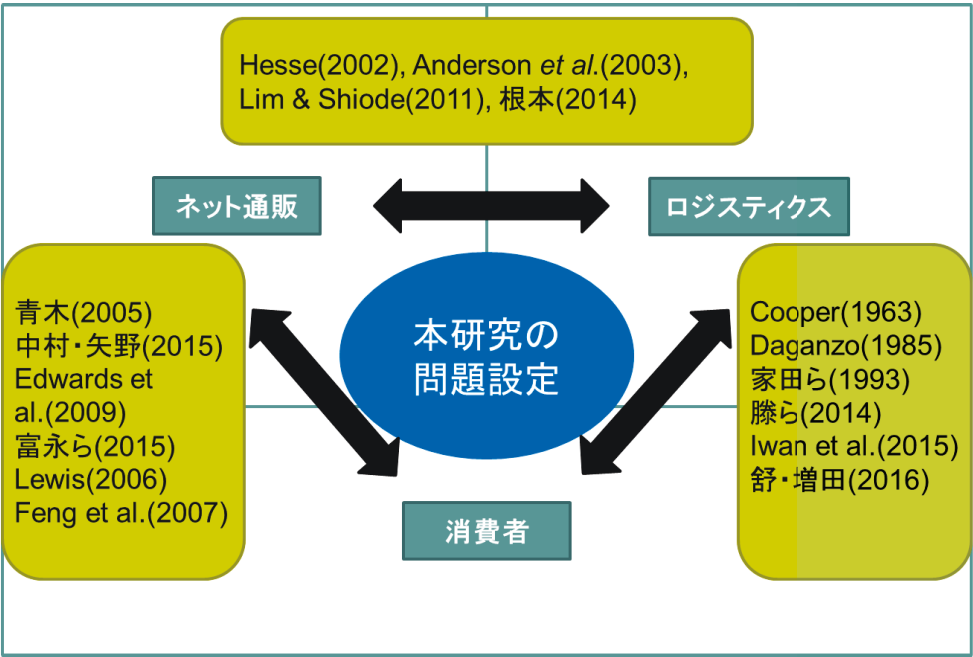 Hesse(2002), Anderson et al.(2003),
Lim & Shiode(2011), 根本(2014)
ネット通販
ロジスティクス
青木(2005)
中村・矢野(2015)
Edwards et
al.(2009)
富永ら(2015)
Lewis(2006)
Feng et al.(2007)
本研究の
問題設定
Cooper(1963)
Daganzo(1985)
家田ら(1993)
滕ら(2014)
Iwan et al.(2015)
舒・増田(2016)
消費者